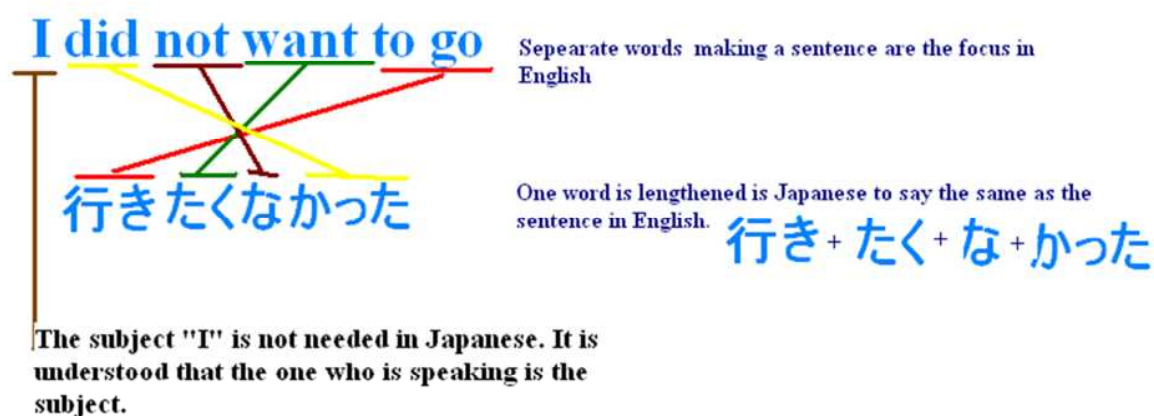 I did not want to go
Sepearate words making a sentence are the focus in
English
行きたくなかった
One word is lengthened is Japanese to say the same as the
sentence in English.
行き + たく + な + かった
The subject "I" is not needed in Japanese. It is
understood that the one who is speaking is the
subject.